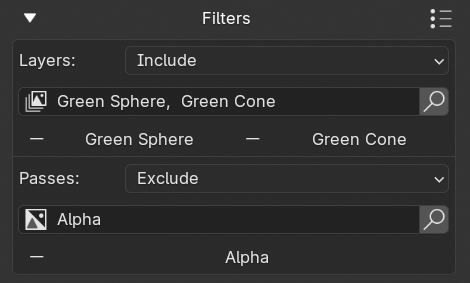 Filters
Layers: Include
Green Sphere, Green Cone
Green Sphere Green Cone
Passes: Exclude
Alpha
Alpha